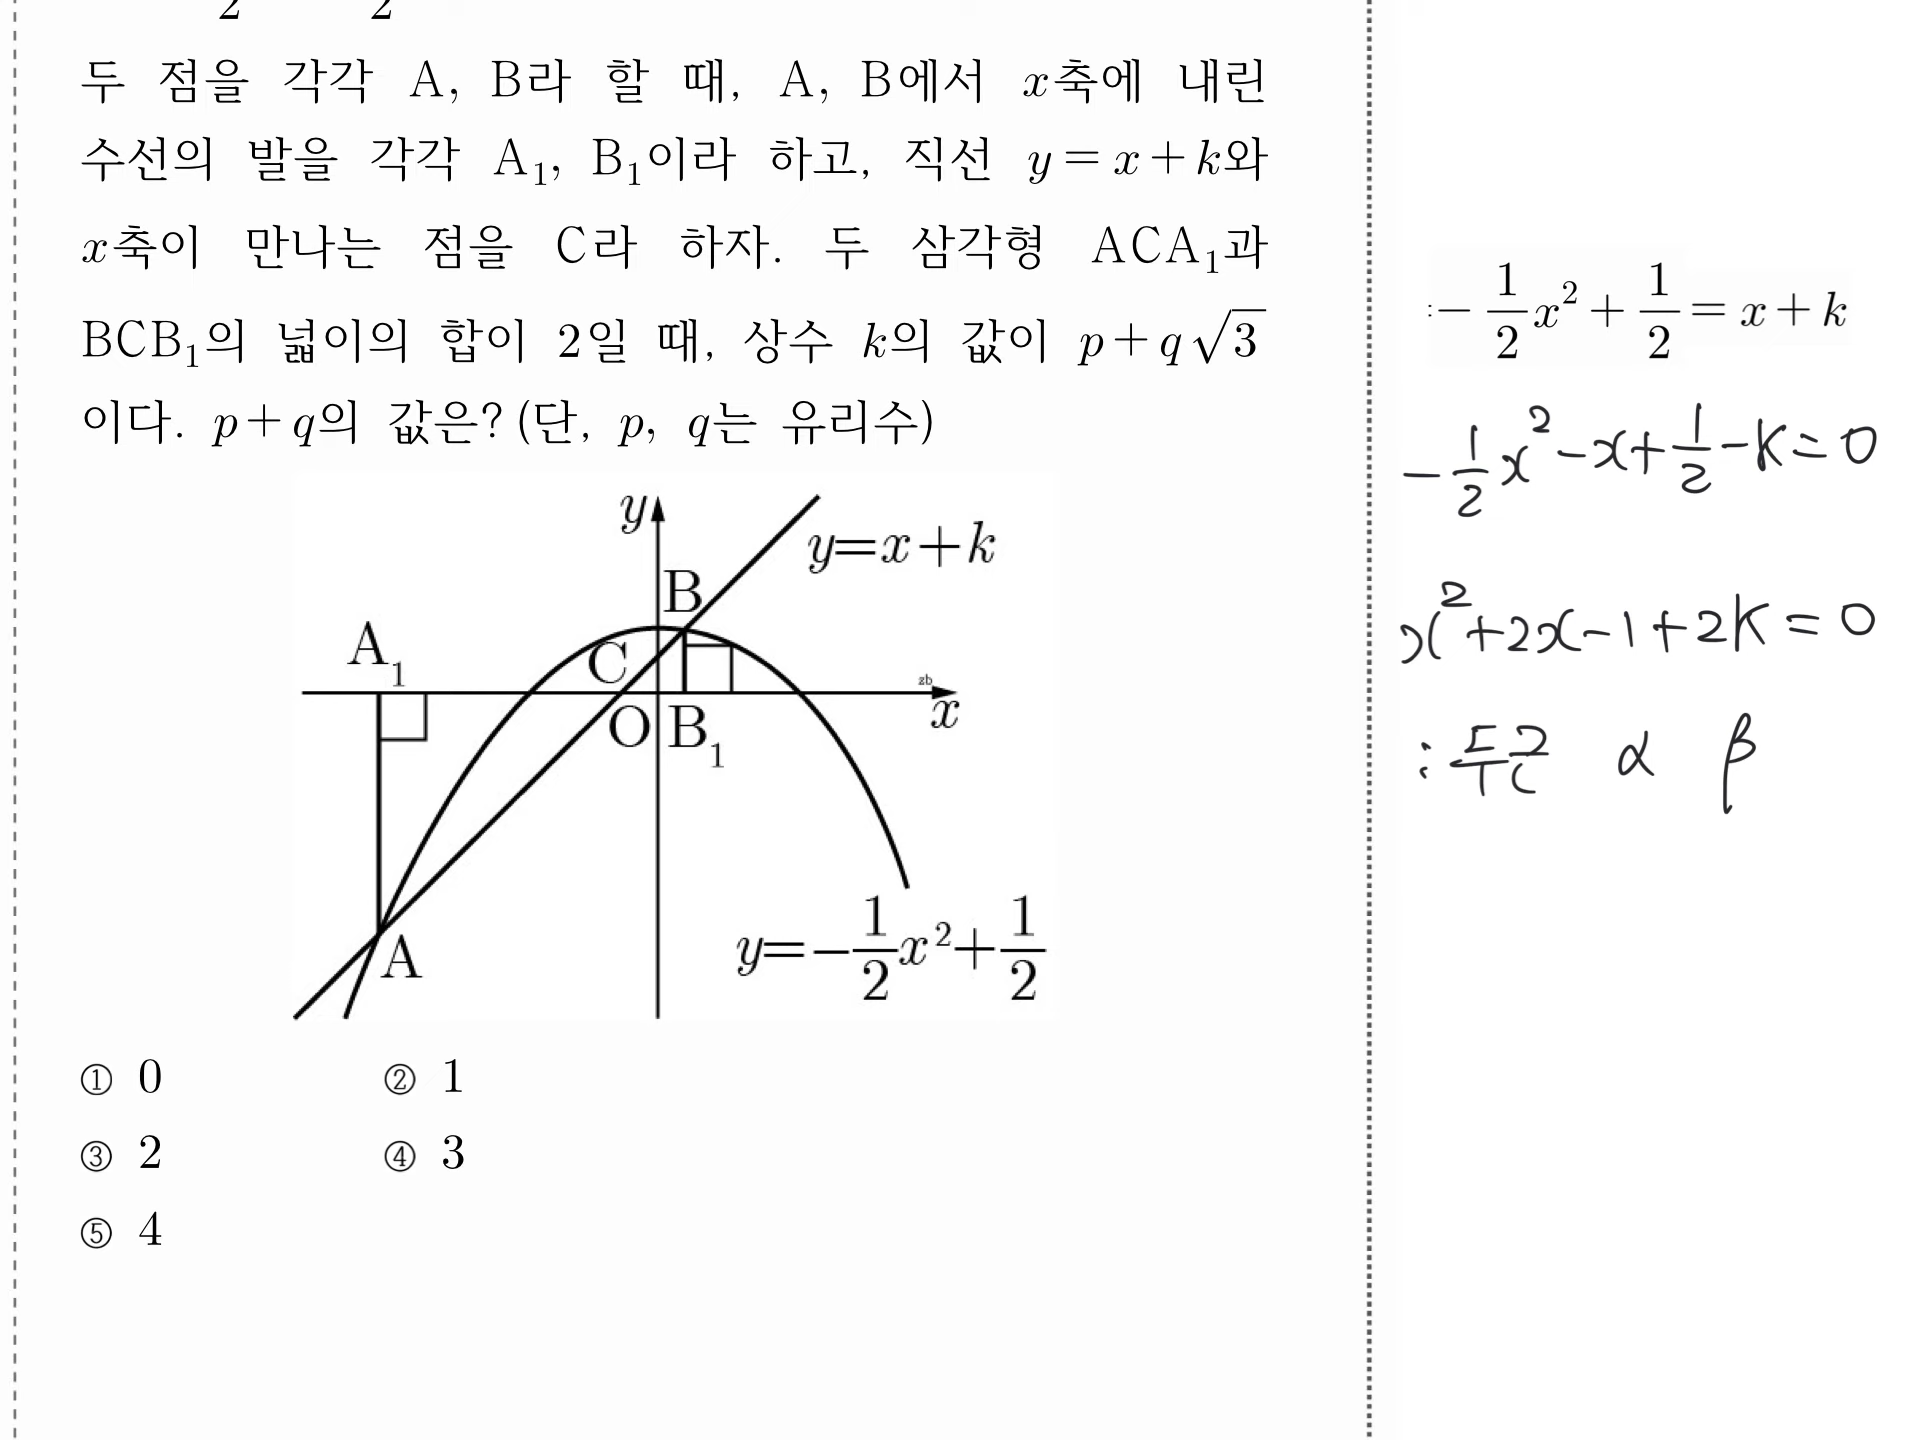 2 2
두 점을 각각 A, B라 할 때, A, B에서 x축에 내린
수선의 발을 각각 A₁, B₁이라 하고, 직선 y=x+k와
x축이 만나는 점을 C라 하자. 두 삼각형 ACA₁과
BCB₁의 넓이의 합이 2일 때, 상수 k의 값이 p+q√3
이다. p+q의 값은? (단, p, q는 유리수)
y
y=x+k
B
A₁
C
zb
x
O
B₁
A
y=-1/2x²+1/2
① 0 ② 1
③ 2 ④ 3
⑤ 4
:-1/2x²+1/2=x+k
-1/2x²-x+1/2-k=0
x²+2x-1+2k=0
: 두근 α β